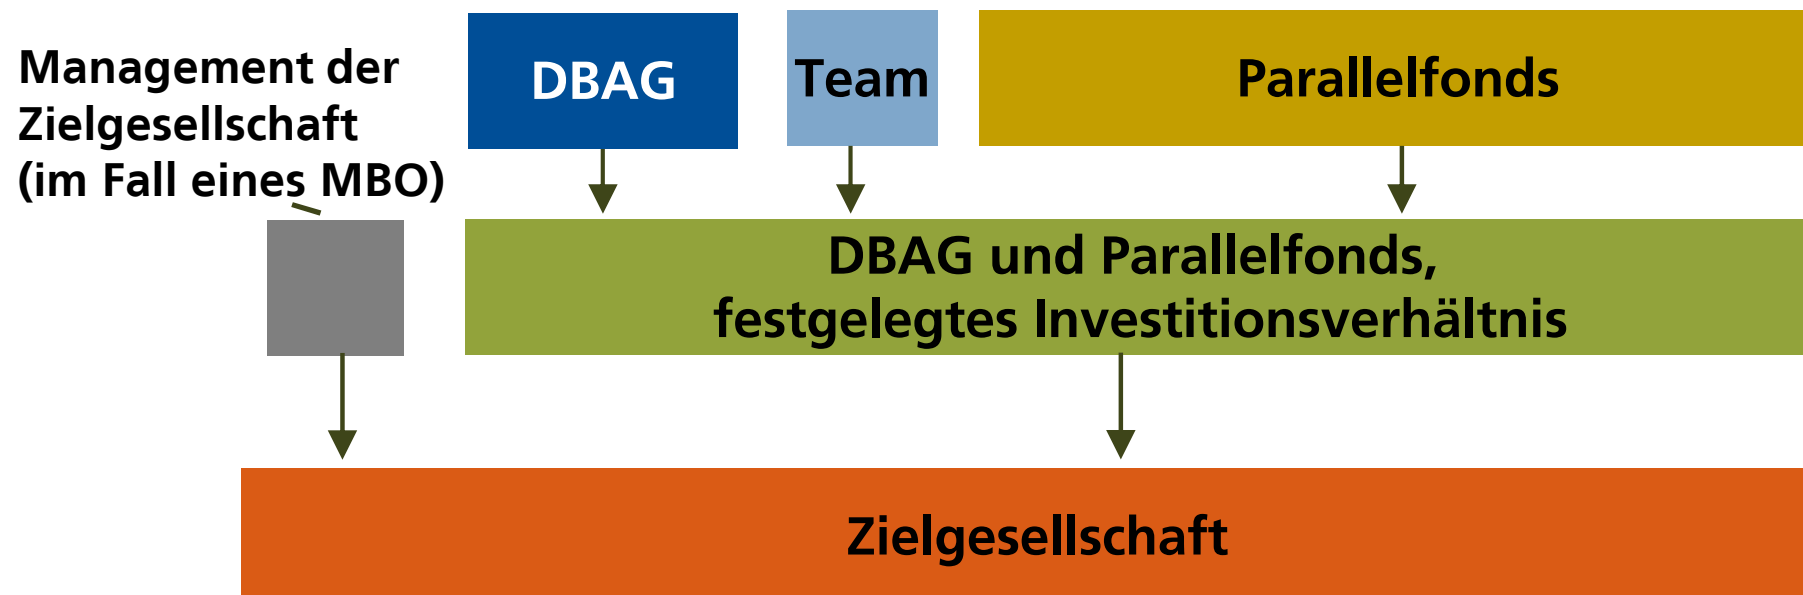 Management der
Zielgesellschaft
(im Fall eines MBO)
DBAG
Team
Parallelfonds
DBAG und Parallelfonds,
festgelegtes Investitionsverhältnis
Zielgesellschaft